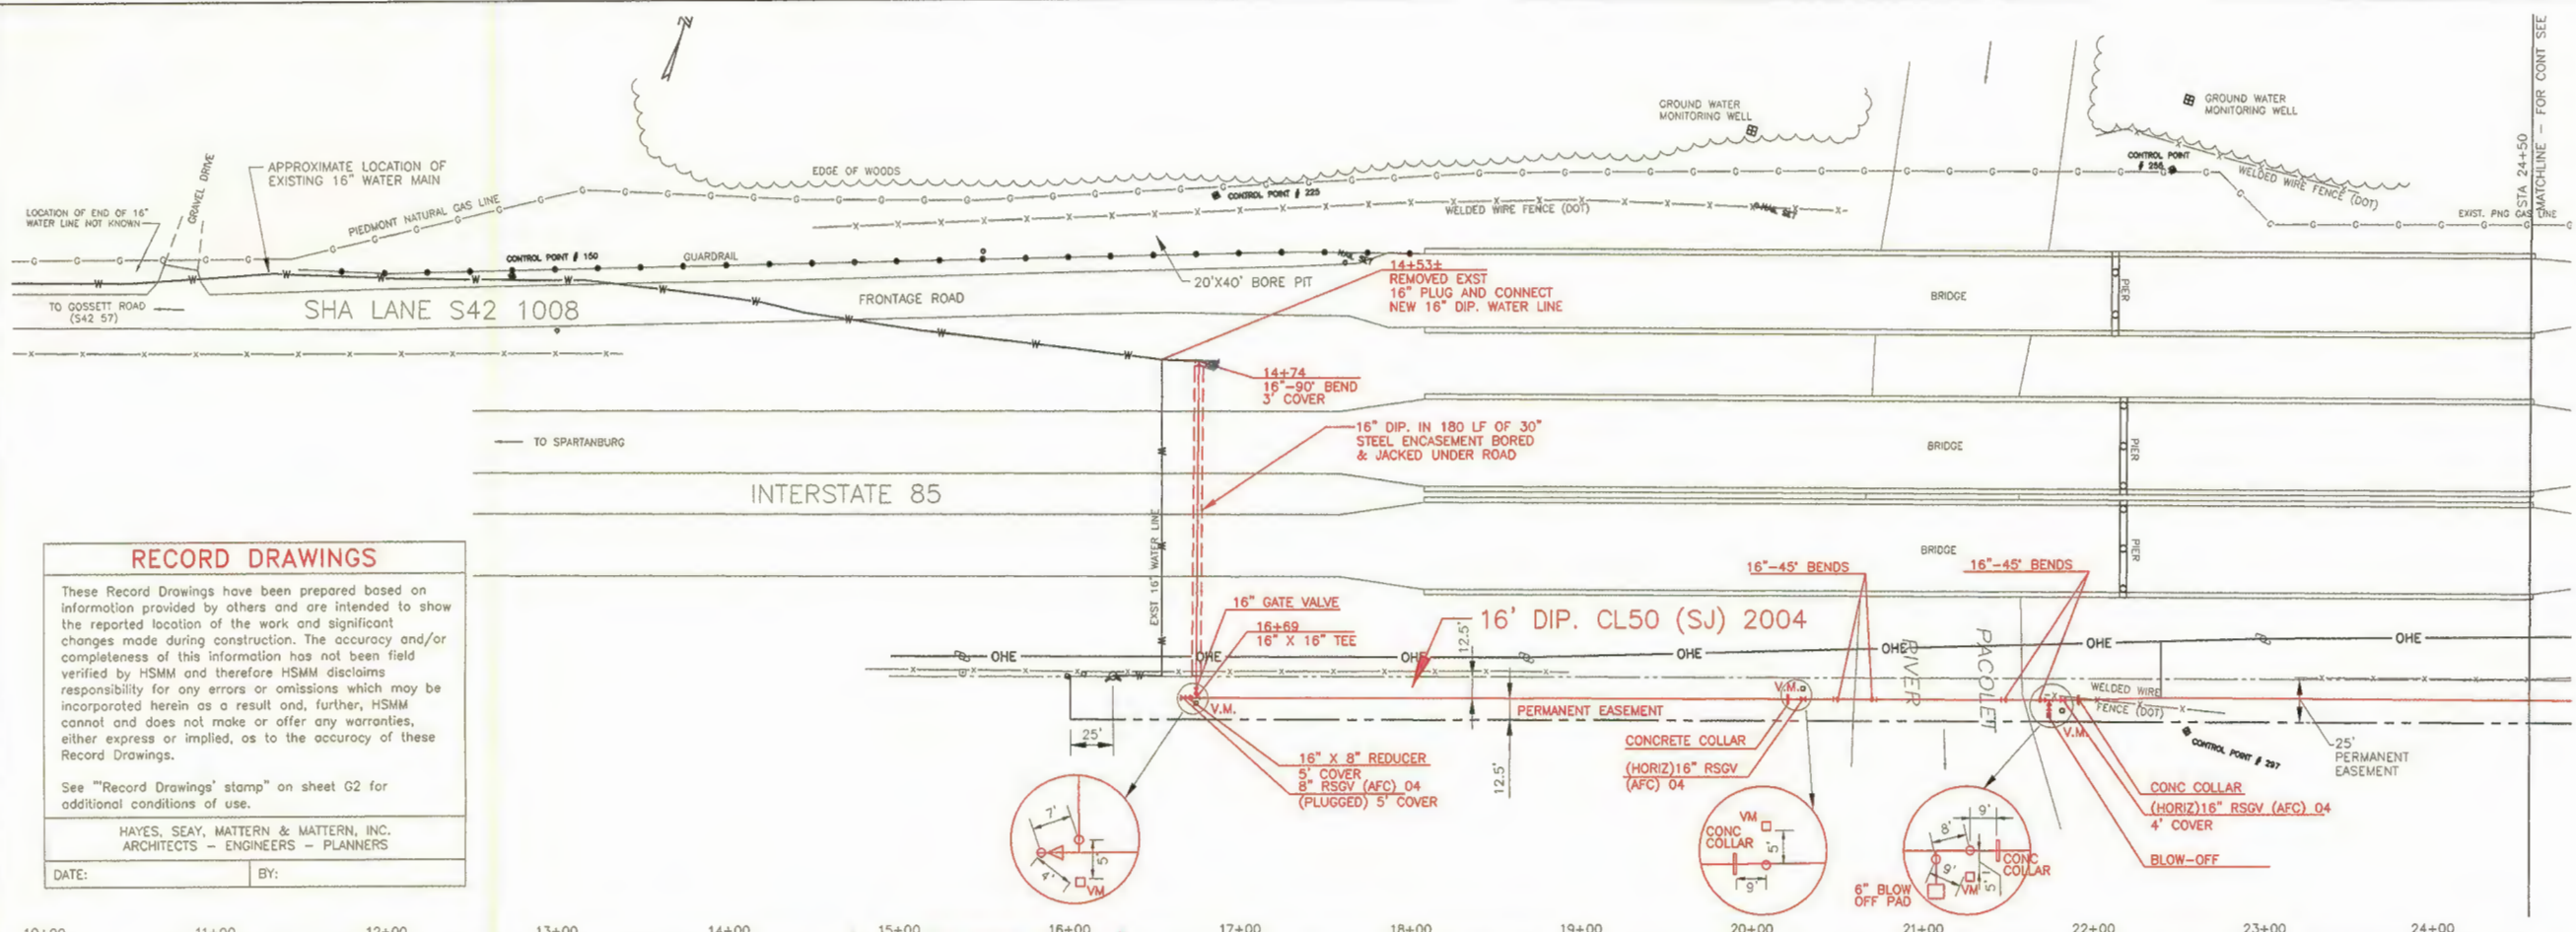 N
GROUND WATER
MONITORING WELL
GROUND WATER
MONITORING WELL
STA 24+50
MATCHLINE - FOR CONT SEE
APPROXIMATE LOCATION OF
EXISTING 16" WATER MAIN
GRAVEL DRIVE
EDGE OF WOODS
CONTROL POINT # 225
CONTROL POINT
# 256
WELDED WIRE FENCE (DOT)
LOCATION OF END OF 16"
WATER LINE NOT KNOWN
PIEDMONT NATURAL GAS LINE
WELDED WIRE FENCE (DOT)
NAIL SET
EXIST. PNG GAS LINE
CONTROL POINT # 150
GUARDRAIL
NAIL SET
20'X40' BORE PIT
14+53±
REMOVED EXST
16" PLUG AND CONNECT
NEW 16" DIP. WATER LINE
TO GOSSETT ROAD
(S42 57)
SHA LANE S42 1008
FRONTAGE ROAD
BRIDGE
PIER
14+74
16"-90° BEND
3' COVER
TO SPARTANBURG
16" DIP. IN 180 LF OF 30"
STEEL ENCASEMENT BORED
& JACKED UNDER ROAD
BRIDGE
PIER
INTERSTATE 85
EXST 16" WATER LINE
BRIDGE
PIER
16"-45° BENDS
16"-45° BENDS
RECORD DRAWINGS
These Record Drawings have been prepared based on
information provided by others and are intended to show
the reported location of the work and significant
changes made during construction. The accuracy and/or
completeness of this information has not been field
verified by HSMM and therefore HSMM disclaims
responsibility for any errors or omissions which may be
incorporated herein as a result and, further, HSMM
cannot and does not make or offer any warranties,
either express or implied, as to the accuracy of these
Record Drawings.
See "'Record Drawings' stamp" on sheet G2 for
additional conditions of use.
HAYES, SEAY, MATTERN & MATTERN, INC.
ARCHITECTS - ENGINEERS - PLANNERS
DATE:
BY:
16" GATE VALVE
16+69
16" X 16" TEE
16' DIP. CL50 (SJ) 2004
12.5'
OHE
OHE
OHE
OHE
OHE
OHE
OHE
RIVER
PACOLET
V.M.
V.M.
V.M.
WELDED WIRE
FENCE (DOT)
PERMANENT EASEMENT
25'
12.5'
16" X 8" REDUCER
5' COVER
8" RSGV (AFC) 04
(PLUGGED) 5' COVER
CONCRETE COLLAR
(HORIZ)16" RSGV
(AFC) 04
CONTROL POINT # 297
25'
PERMANENT
EASEMENT
CONC COLLAR
(HORIZ)16" RSGV (AFC) 04
4' COVER
BLOW-OFF
7'
5'
4'
VM
VM
CONC
COLLAR
5'
9'
9'
8'
9'
CONC
COLLAR
5'
VM
6" BLOW
OFF PAD
10+00 11+00 12+00 13+00 14+00 15+00 16+00 17+00 18+00 19+00 20+00 21+00 22+00 23+00 24+00